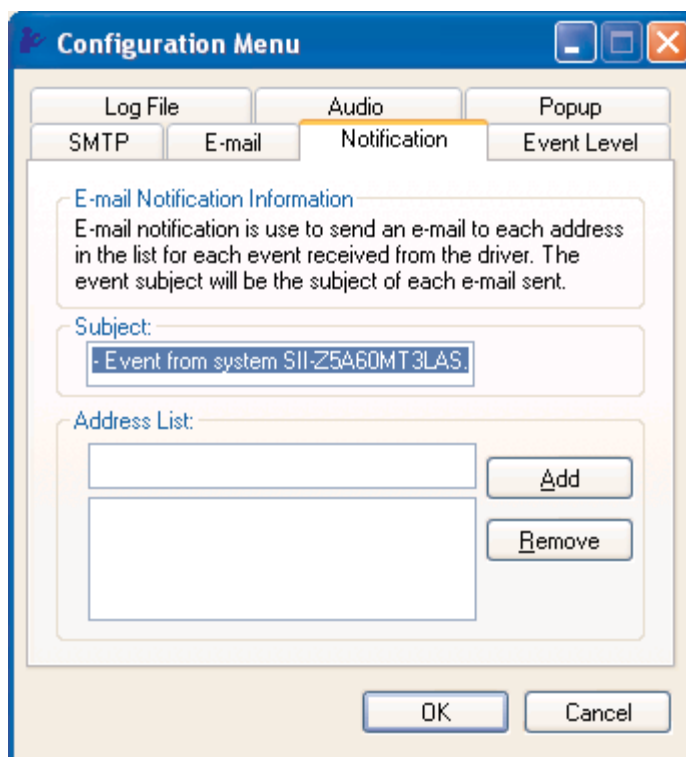 Configuration Menu
Log File Audio Popup
SMTP E-mail Notification Event Level
E-mail Notification Information
E-mail notification is use to send an e-mail to each address
in the list for each event received from the driver. The
event subject will be the subject of each e-mail sent.
Subject:
- Event from system SII-Z5A60MT3LAS.
Address List:
Add
Remove
OK Cancel